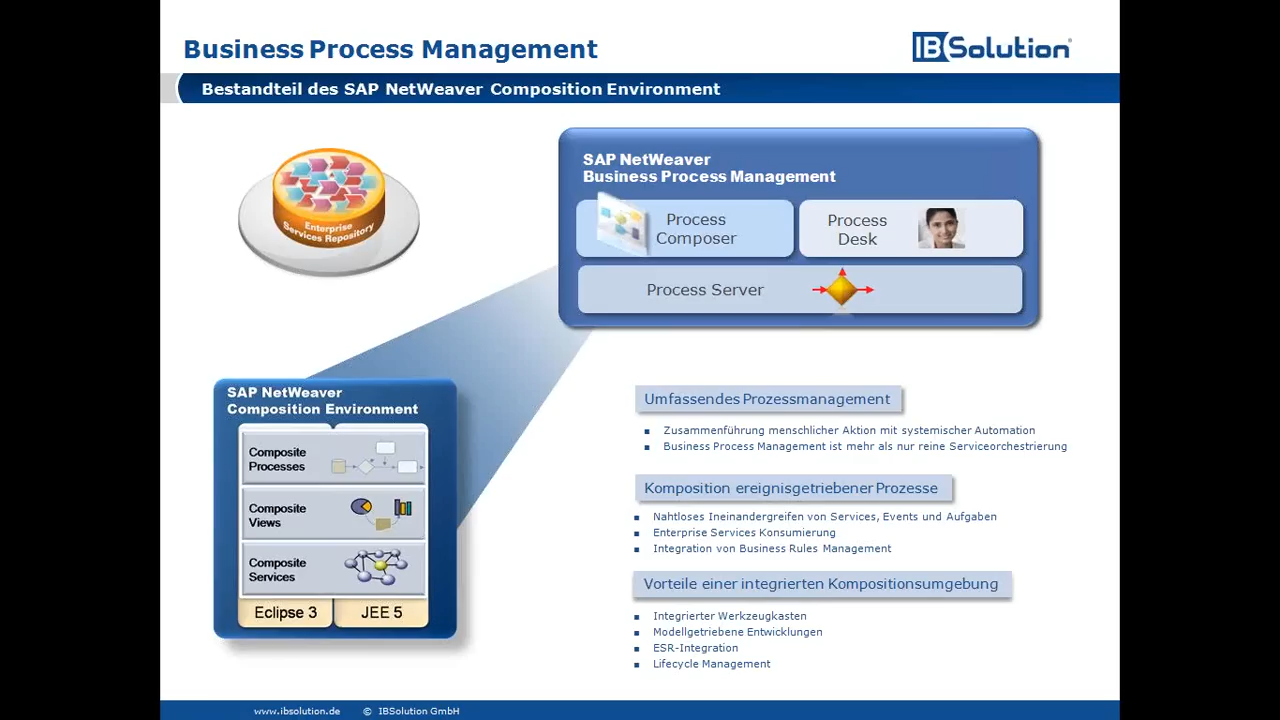 Business Process Management
IBSolution
Bestandteil des SAP NetWeaver Composition Environment
Enterprise
Services Repository
SAP NetWeaver
Business Process Management
Process
Composer
Process
Desk
Process Server
SAP NetWeaver
Composition Environment
Composite
Processes
Composite
Views
Composite
Services
Eclipse 3
JEE 5
Umfassendes Prozessmanagement
Zusammenführung menschlicher Aktion mit systemischer Automation
Business Process Management ist mehr als nur reine Serviceorchestrierung
Komposition ereignisgetriebener Prozesse
Nahtloses Ineinandergreifen von Services, Events und Aufgaben
Enterprise Services Konsumierung
Integration von Business Rules Management
Vorteile einer integrierten Kompositionsumgebung
Integrierter Werkzeugkasten
Modellgetriebene Entwicklungen
ESR-Integration
Lifecycle Management
www.ibsolution.de © IBSolution GmbH